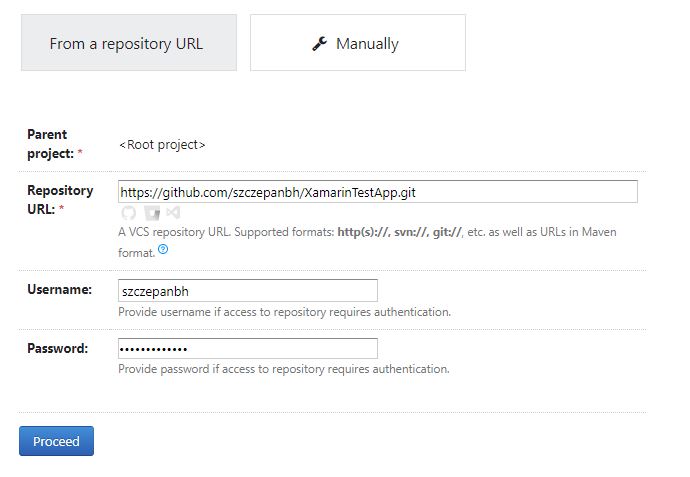 From a repository URL
Manually
Parent
project: *
<Root project>
Repository
URL: *
https://github.com/szczepanbh/XamarinTestApp.git
A VCS repository URL. Supported formats: http(s)://, svn://, git://, etc. as well as URLs in Maven
format. ?
Username:
szczepanbh
Provide username if access to repository requires authentication.
Password:
•••••••••••••
Provide password if access to repository requires authentication.
Proceed